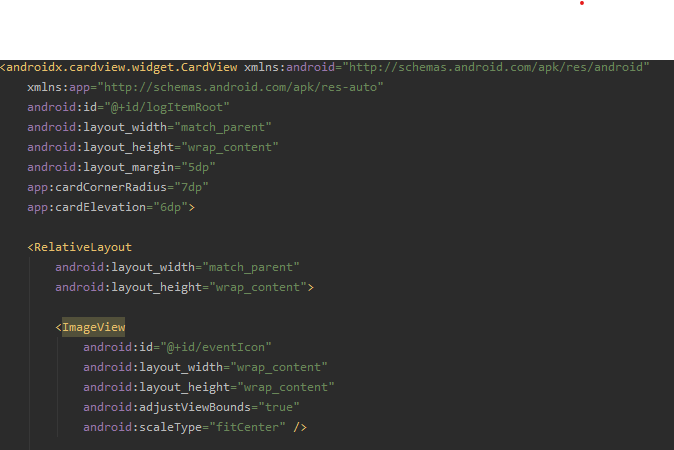 <androidx.cardview.widget.CardView xmlns:android="http://schemas.android.com/apk/res/android"
    xmlns:app="http://schemas.android.com/apk/res-auto"
    android:id="@+id/logItemRoot"
    android:layout_width="match_parent"
    android:layout_height="wrap_content"
    android:layout_margin="5dp"
    app:cardCornerRadius="7dp"
    app:cardElevation="6dp">
    <RelativeLayout
        android:layout_width="match_parent"
        android:layout_height="wrap_content">
        <ImageView
            android:id="@+id/eventIcon"
            android:layout_width="wrap_content"
            android:layout_height="wrap_content"
            android:adjustViewBounds="true"
            android:scaleType="fitCenter" />